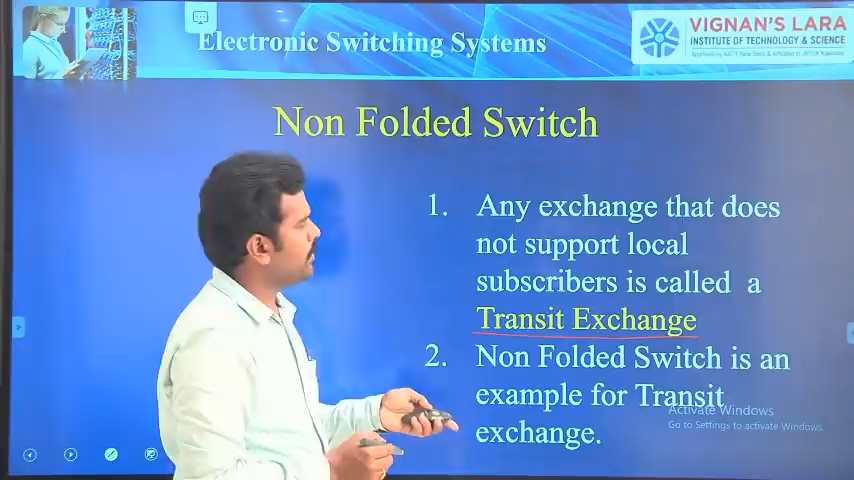 Electronic Switching Systems
VIGNAN'S LARA
INSTITUTE OF TECHNOLOGY & SCIENCE
Non Folded Switch
1. Any exchange that does
not support local
subscribers is called a
Transit Exchange
2. Non Folded Switch is an
example for Transit
exchange.
Activate Windows
Go to Settings to activate Windows.